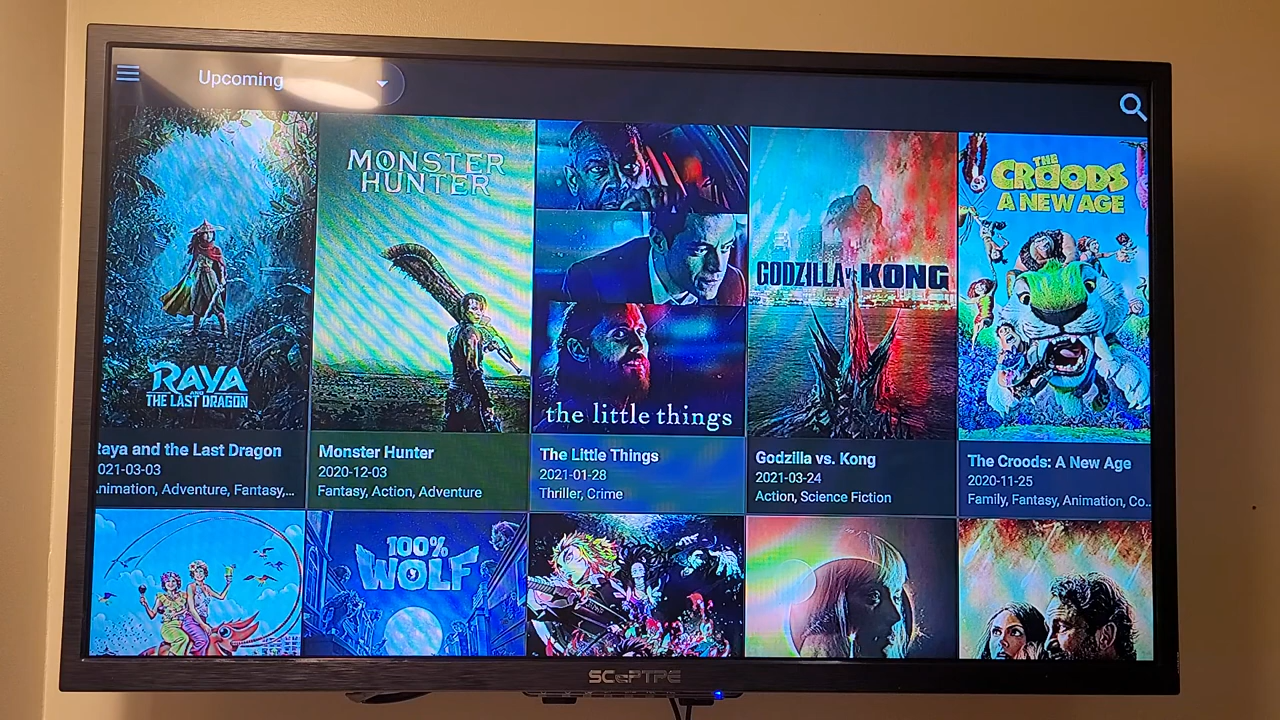 Upcoming
MONSTER
HUNTER
THE
CROODS
A NEW AGE
GODZILLA vs. KONG
RAYA
AND
THE LAST DRAGON
the little things
Raya and the Last Dragon
021-03-03
Animation, Adventure, Fantasy,...
Monster Hunter
2020-12-03
Fantasy, Action, Adventure
The Little Things
2021-01-28
Thriller, Crime
Godzilla vs. Kong
2021-03-24
Action, Science Fiction
The Croods: A New Age
2020-11-25
Family, Fantasy, Animation, Co...
100%
WOLF
SCEPTRE